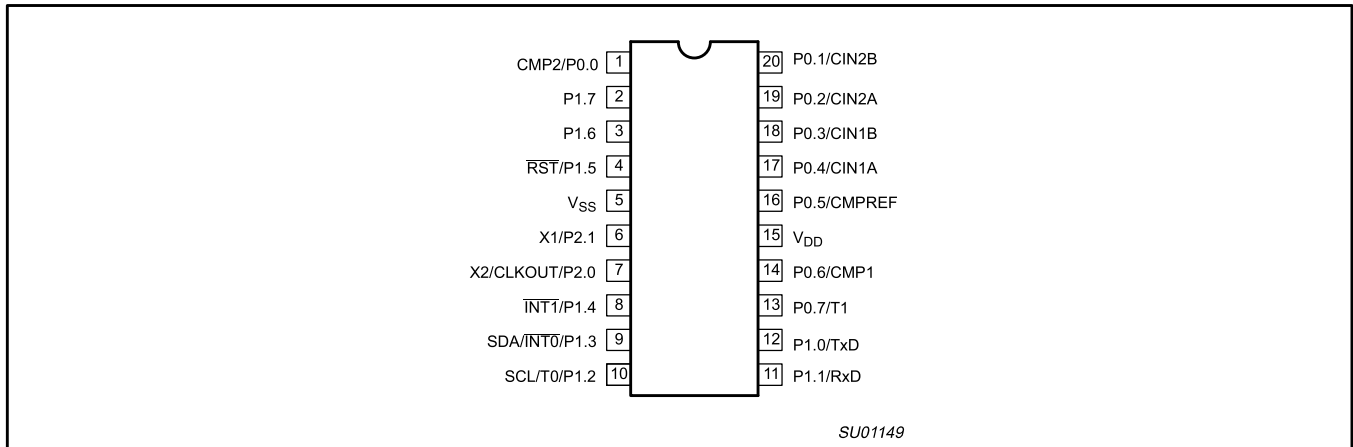 CMP2/P0.0 1 20 P0.1/CIN2B
P1.7 2 19 P0.2/CIN2A
P1.6 3 18 P0.3/CIN1B
R̅S̅T̅/P1.5 4 17 P0.4/CIN1A
VSS 5 16 P0.5/CMPREF
X1/P2.1 6 15 VDD
X2/CLKOUT/P2.0 7 14 P0.6/CMP1
I̅N̅T̅1̅/P1.4 8 13 P0.7/T1
SDA/I̅N̅T̅0̅/P1.3 9 12 P1.0/TxD
SCL/T0/P1.2 10 11 P1.1/RxD
SU01149